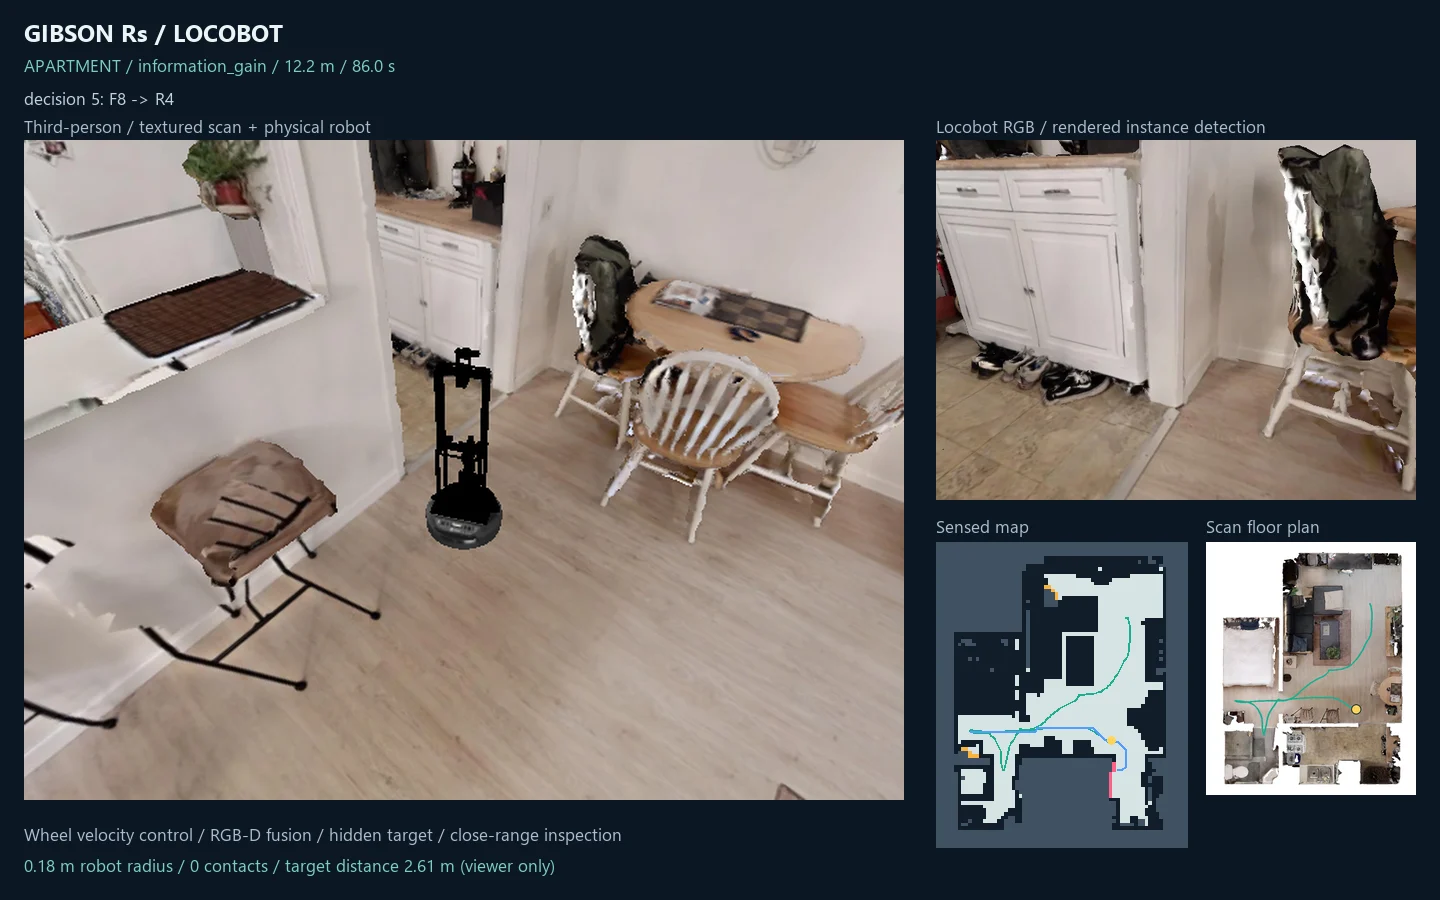 GIBSON Rs / LOCOBOT
APARTMENT / information_gain / 12.2 m / 86.0 s
decision 5: F8 -> R4
Third-person / textured scan + physical robot
Locobot RGB / rendered instance detection
Sensed map
Scan floor plan
Wheel velocity control / RGB-D fusion / hidden target / close-range inspection
0.18 m robot radius / 0 contacts / target distance 2.61 m (viewer only)